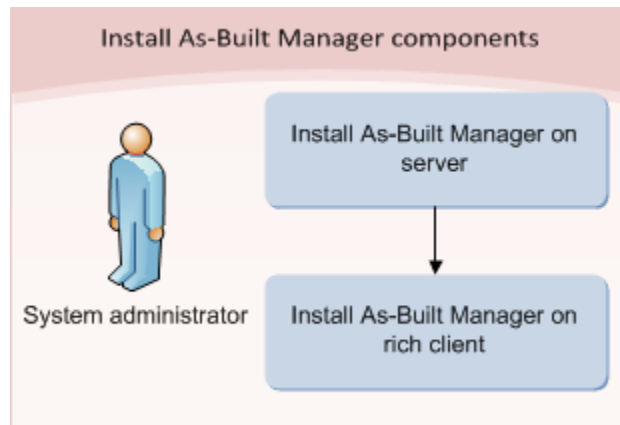 Install As-Built Manager components
Install As-Built Manager on
server
System administrator
Install As-Built Manager on
rich client